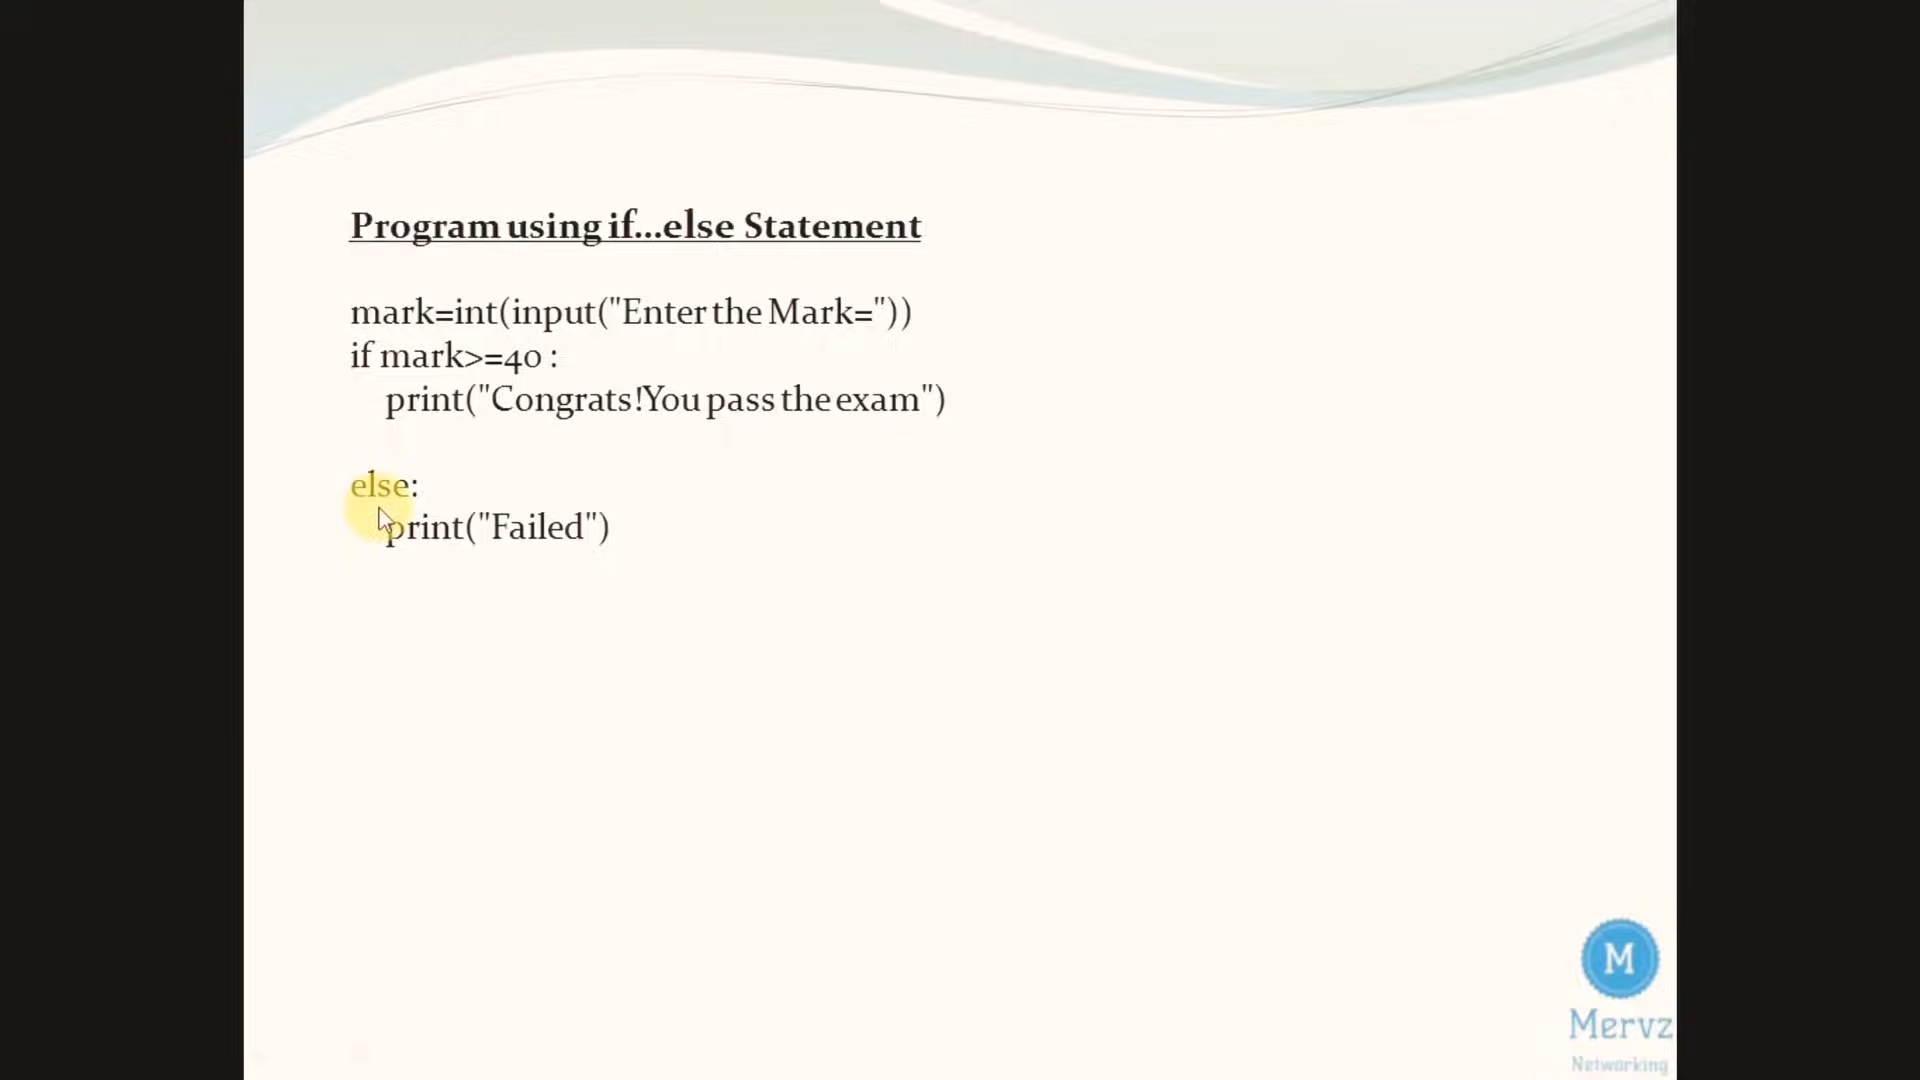 Program using if...else Statement
mark=int(input("Enter the Mark="))
if mark>=40 :
print("Congrats!You pass the exam")
else:
print("Failed")
M
Mervz
Networking